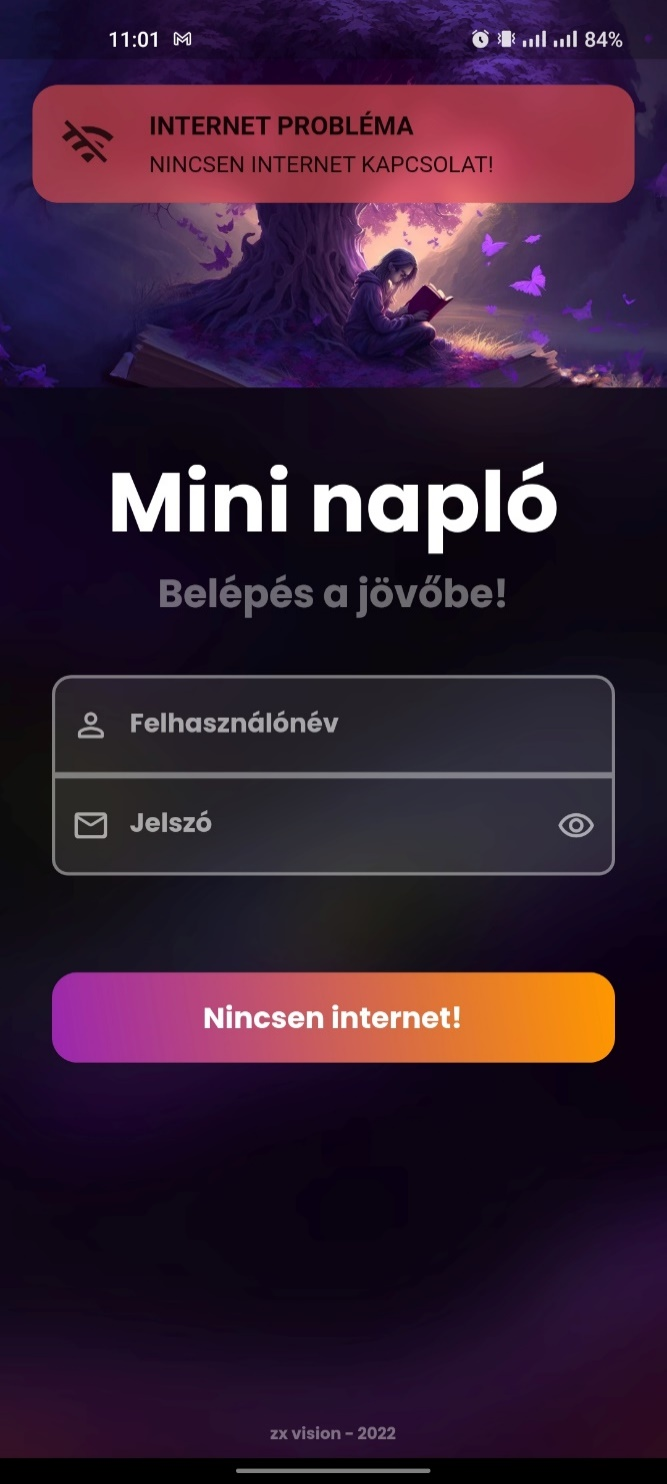 11:01
84%
INTERNET PROBLÉMA
NINCSEN INTERNET KAPCSOLAT!
Mini napló
Belépés a jövőbe!
Felhasználónév
Jelszó
Nincsen internet!
zx vision - 2022